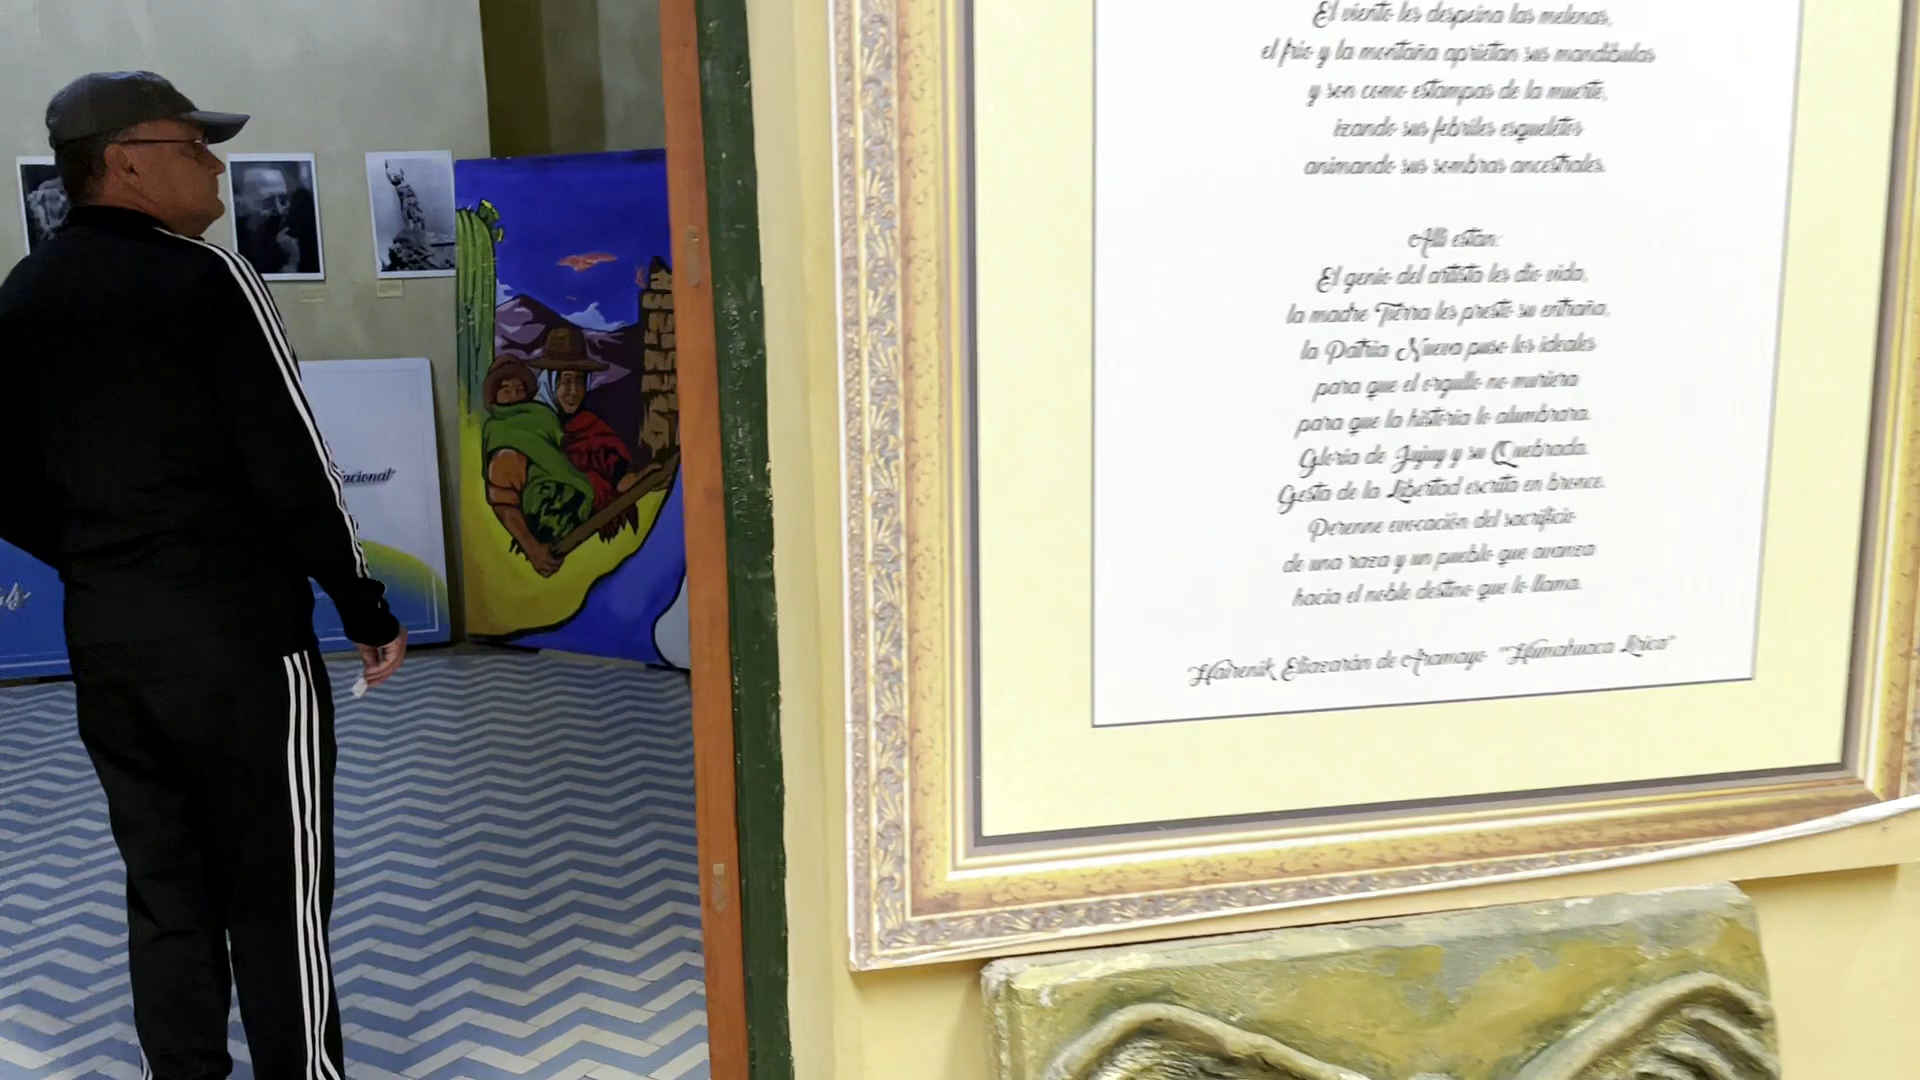 El viento les despeina las melenas,
el frío y la montaña aprietan sus mandíbulas
y son como estampas de la muerte,
izando sus febriles esqueletos
animando sus sombras ancestrales.
Allí estan:
El genio del artista les dio vida,
la madre Tierra les prestó su entraña,
la Patria Nueva puso los ideales
para que el orgullo no muriera
para que la historia lo alumbrara.
Gloria de Jujuy y su Quebrada.
Gesta de la Libertad escrita en bronce.
Perenne evocación del sacrificio
de una raza y un pueblo que avanza
hacia el noble destino que lo llama.
Hairenik Eliazarán de Aramayo "Humahuaca Lírica"
acional